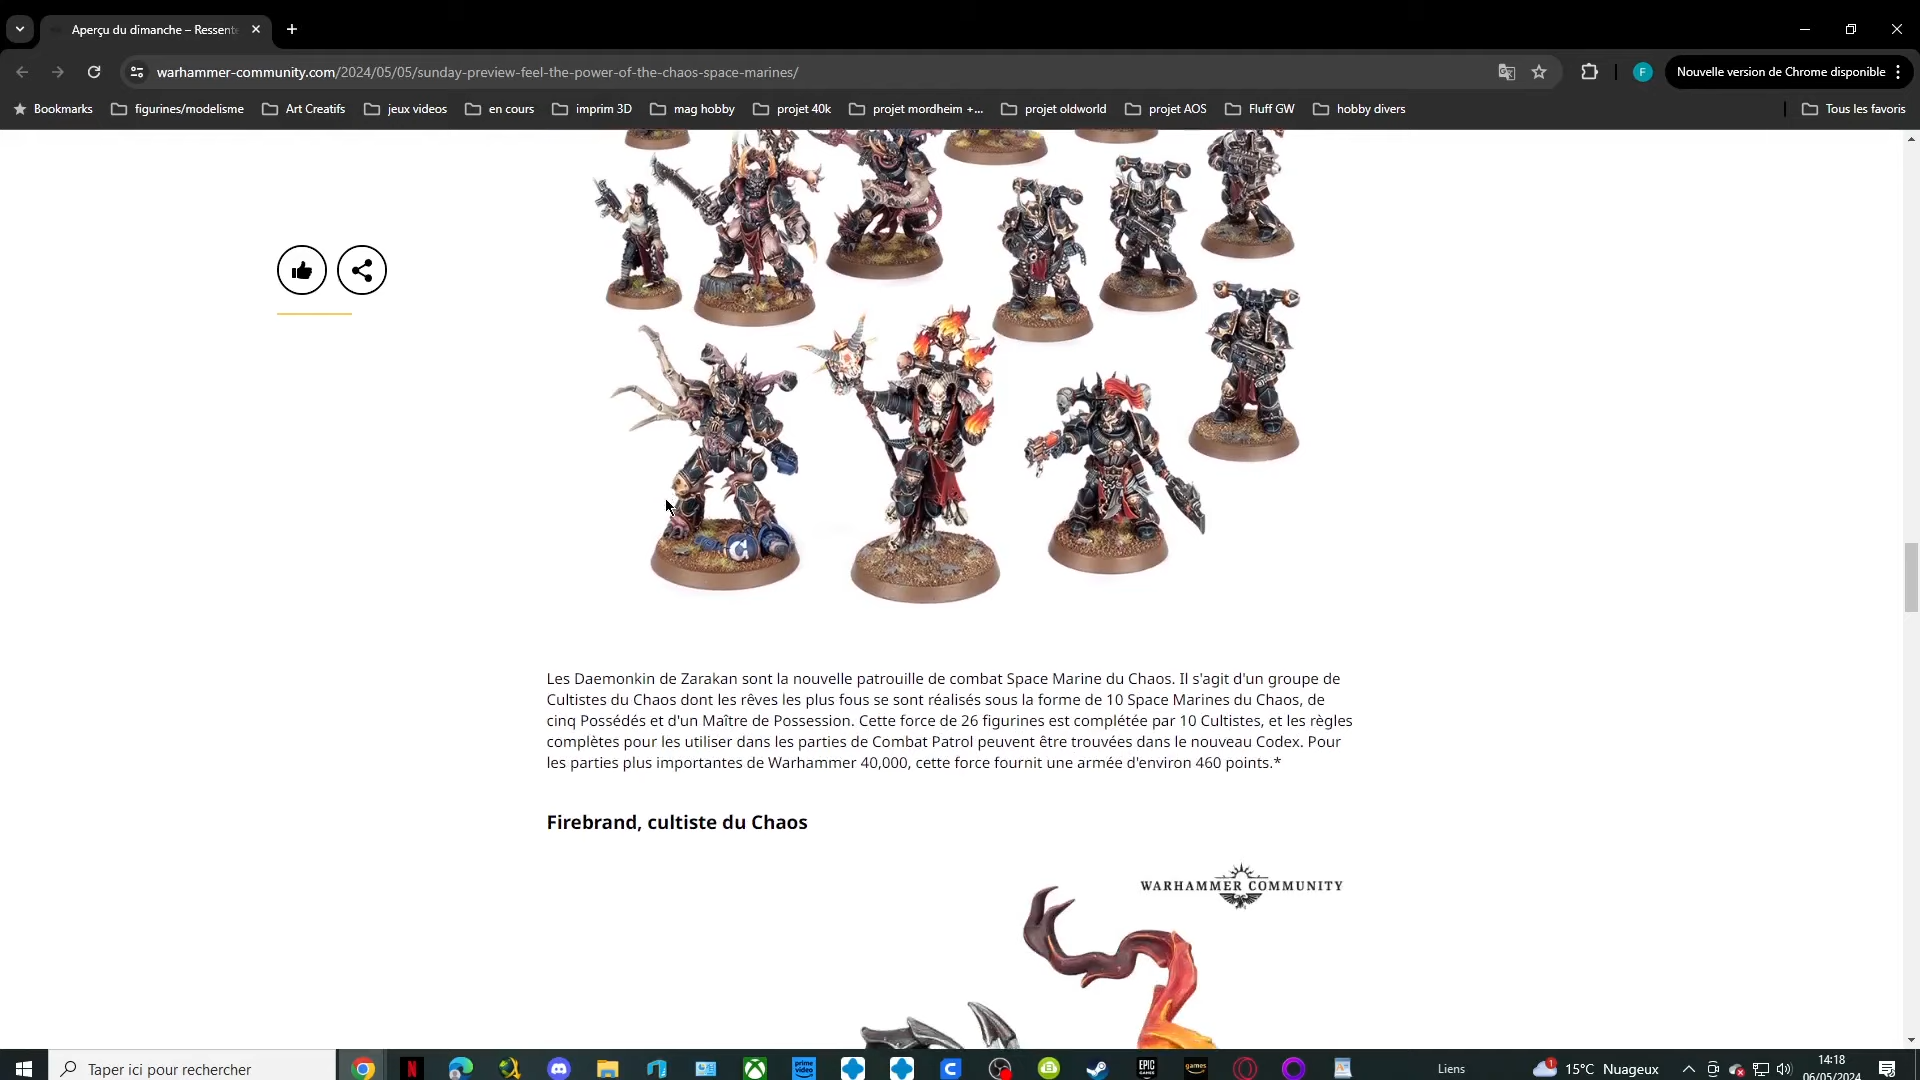 Aperçu du dimanche – Ressent
warhammer-community.com/2024/05/05/sunday-preview-feel-the-power-of-the-chaos-space-marines/
F
Nouvelle version de Chrome disponible
Bookmarks
figurines/modelisme
Art Creatifs
jeux videos
en cours
imprim 3D
mag hobby
projet 40k
projet mordheim +...
projet oldworld
projet AOS
Fluff GW
hobby divers
Tous les favoris
Les Daemonkin de Zarakan sont la nouvelle patrouille de combat Space Marine du Chaos. Il s'agit d'un groupe de
Cultistes du Chaos dont les rêves les plus fous se sont réalisés sous la forme de 10 Space Marines du Chaos, de
cinq Possédés et d'un Maître de Possession. Cette force de 26 figurines est complétée par 10 Cultistes, et les règles
complètes pour les utiliser dans les parties de Combat Patrol peuvent être trouvées dans le nouveau Codex. Pour
les parties plus importantes de Warhammer 40,000, cette force fournit une armée d'environ 460 points.*
Firebrand, cultiste du Chaos
WARHAMMER COMMUNITY
Taper ici pour rechercher
N
prime video
C
EPIC GAMES
games
Liens
1
15°C Nuageux
14:18
06/05/2024